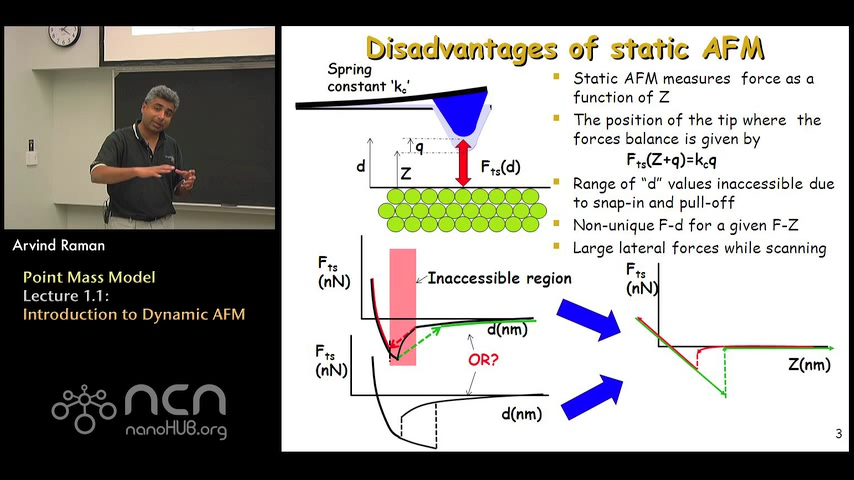 Disadvantages of static AFM
Spring
constant 'kc'
q
d
Z
Fts(d)
Static AFM measures force as a
function of Z
The position of the tip where the
forces balance is given by
Fts(Z+q)=kcq
Range of "d" values inaccessible due
to snap-in and pull-off
Non-unique F-d for a given F-Z
Large lateral forces while scanning
Arvind Raman
Point Mass Model
Lecture 1.1:
Introduction to Dynamic AFM
ncn
nanoHUB.org
Fts
(nN)
Inaccessible region
d(nm)
OR?
Fts
(nN)
d(nm)
Fts
(nN)
Z(nm)
3